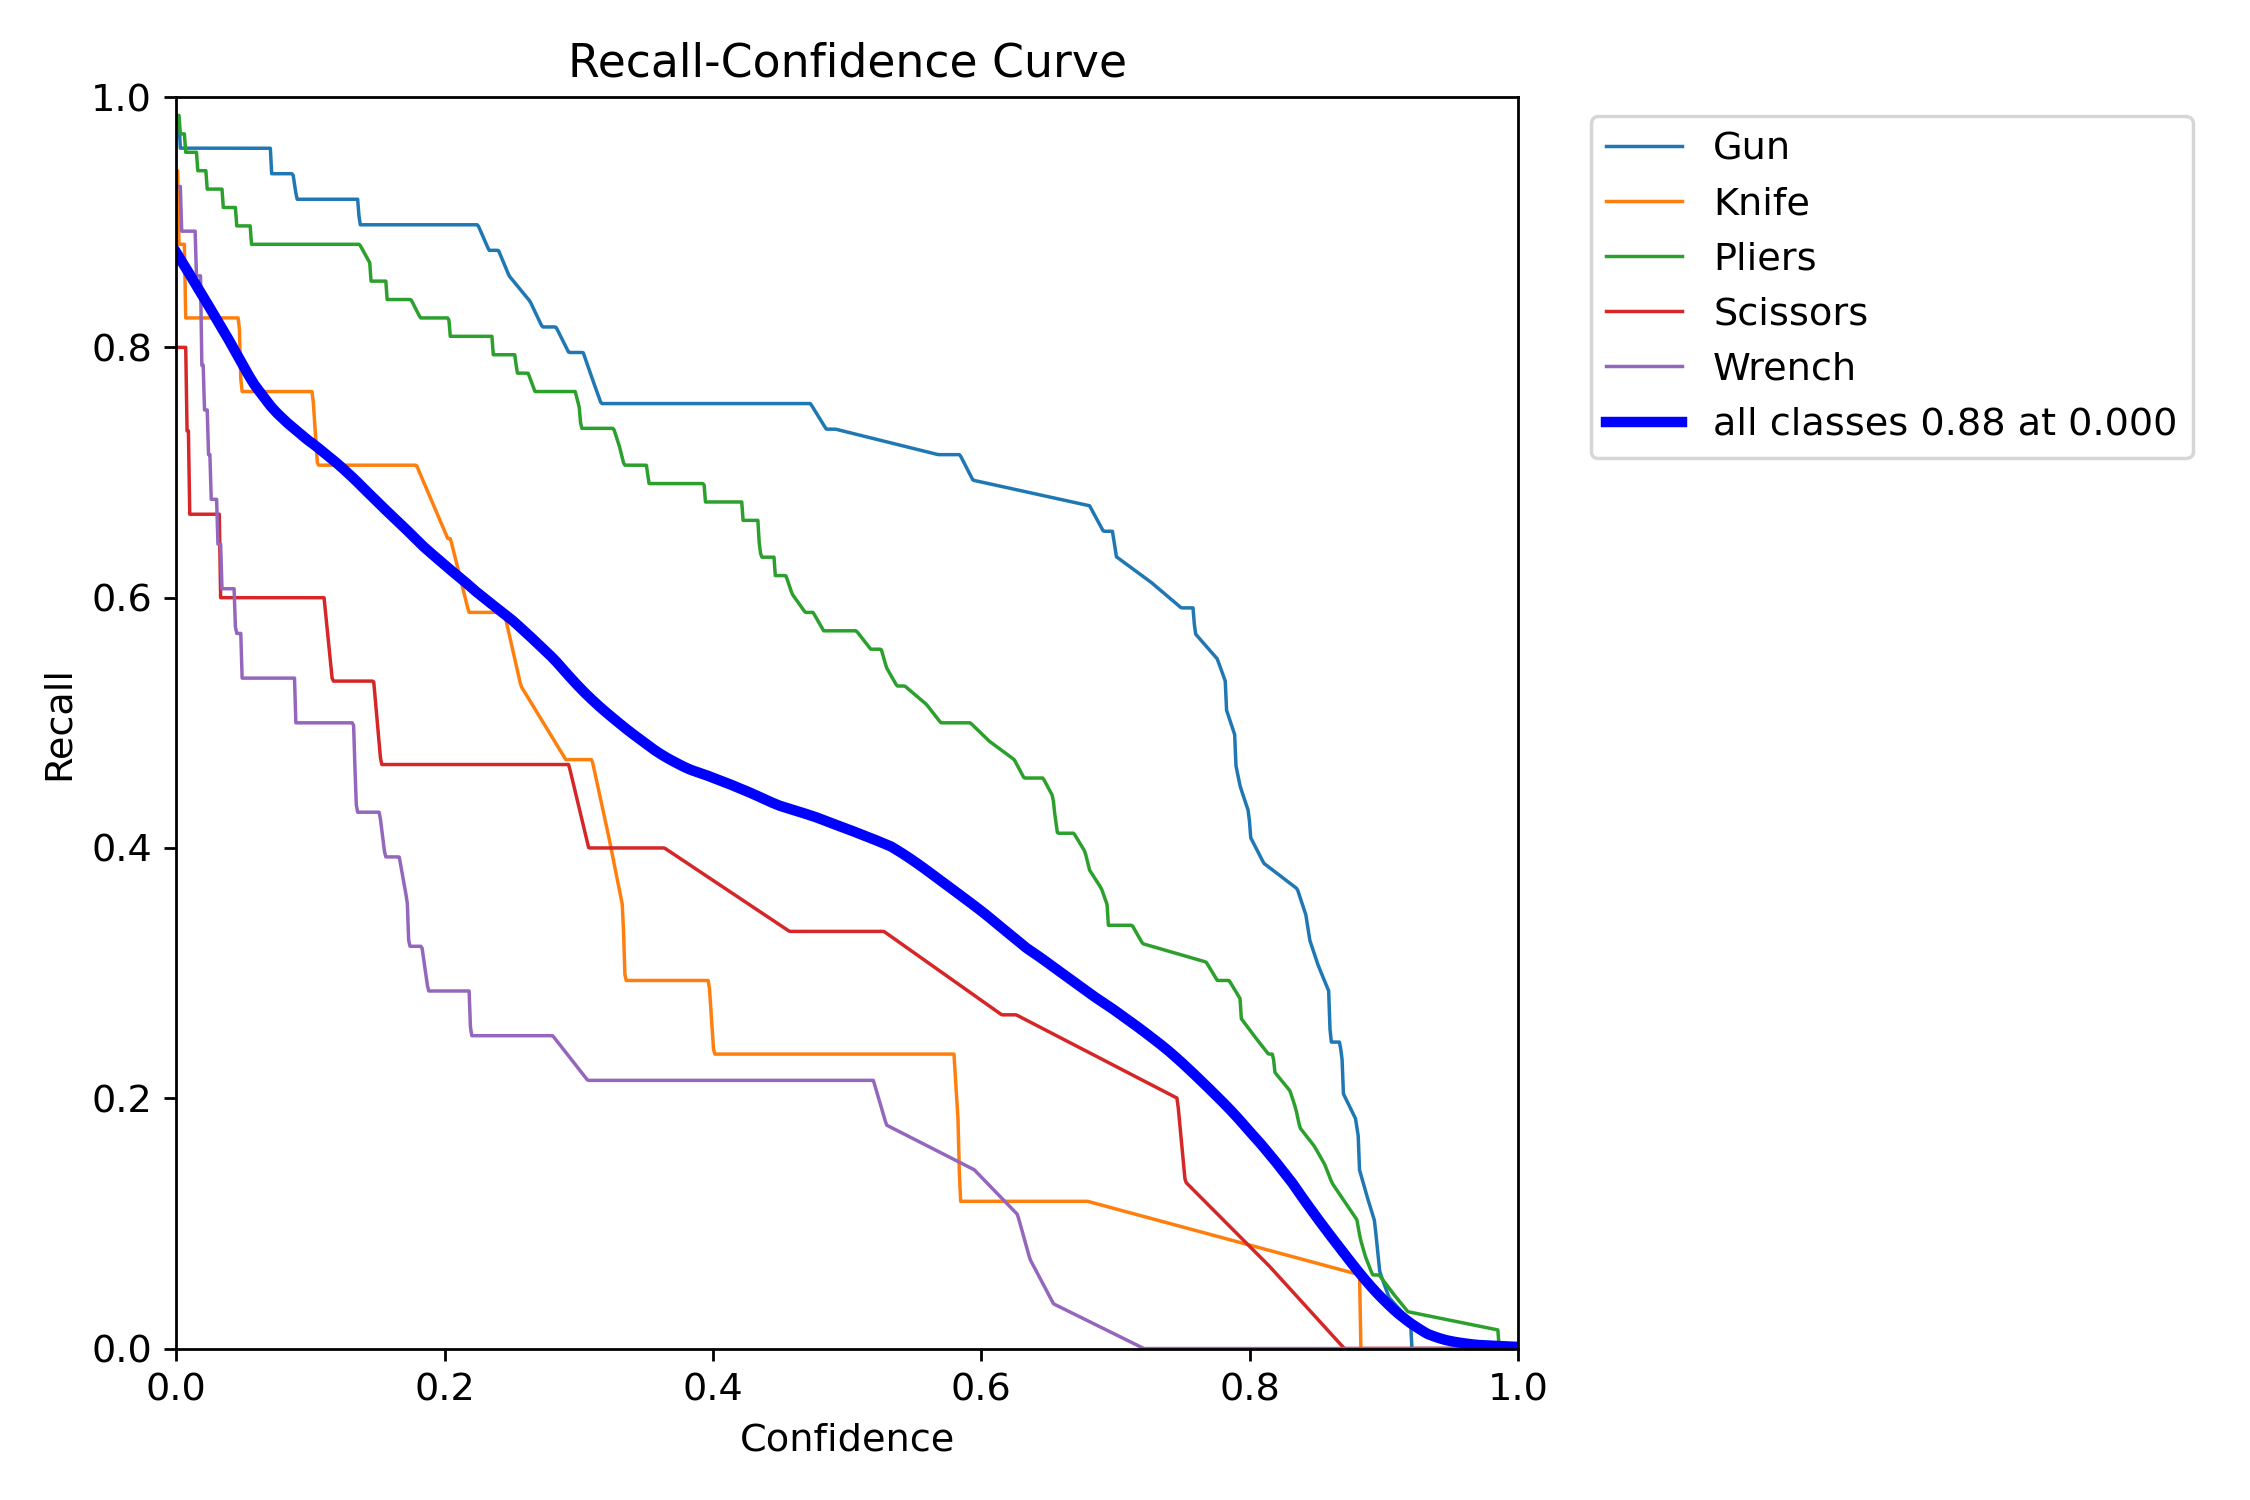 Recall-Confidence Curve
1.0
0.8
0.6
0.4
0.2
0.0
Recall
0.0 0.2 0.4 0.6 0.8 1.0
Confidence
Gun
Knife
Pliers
Scissors
Wrench
all classes 0.88 at 0.000